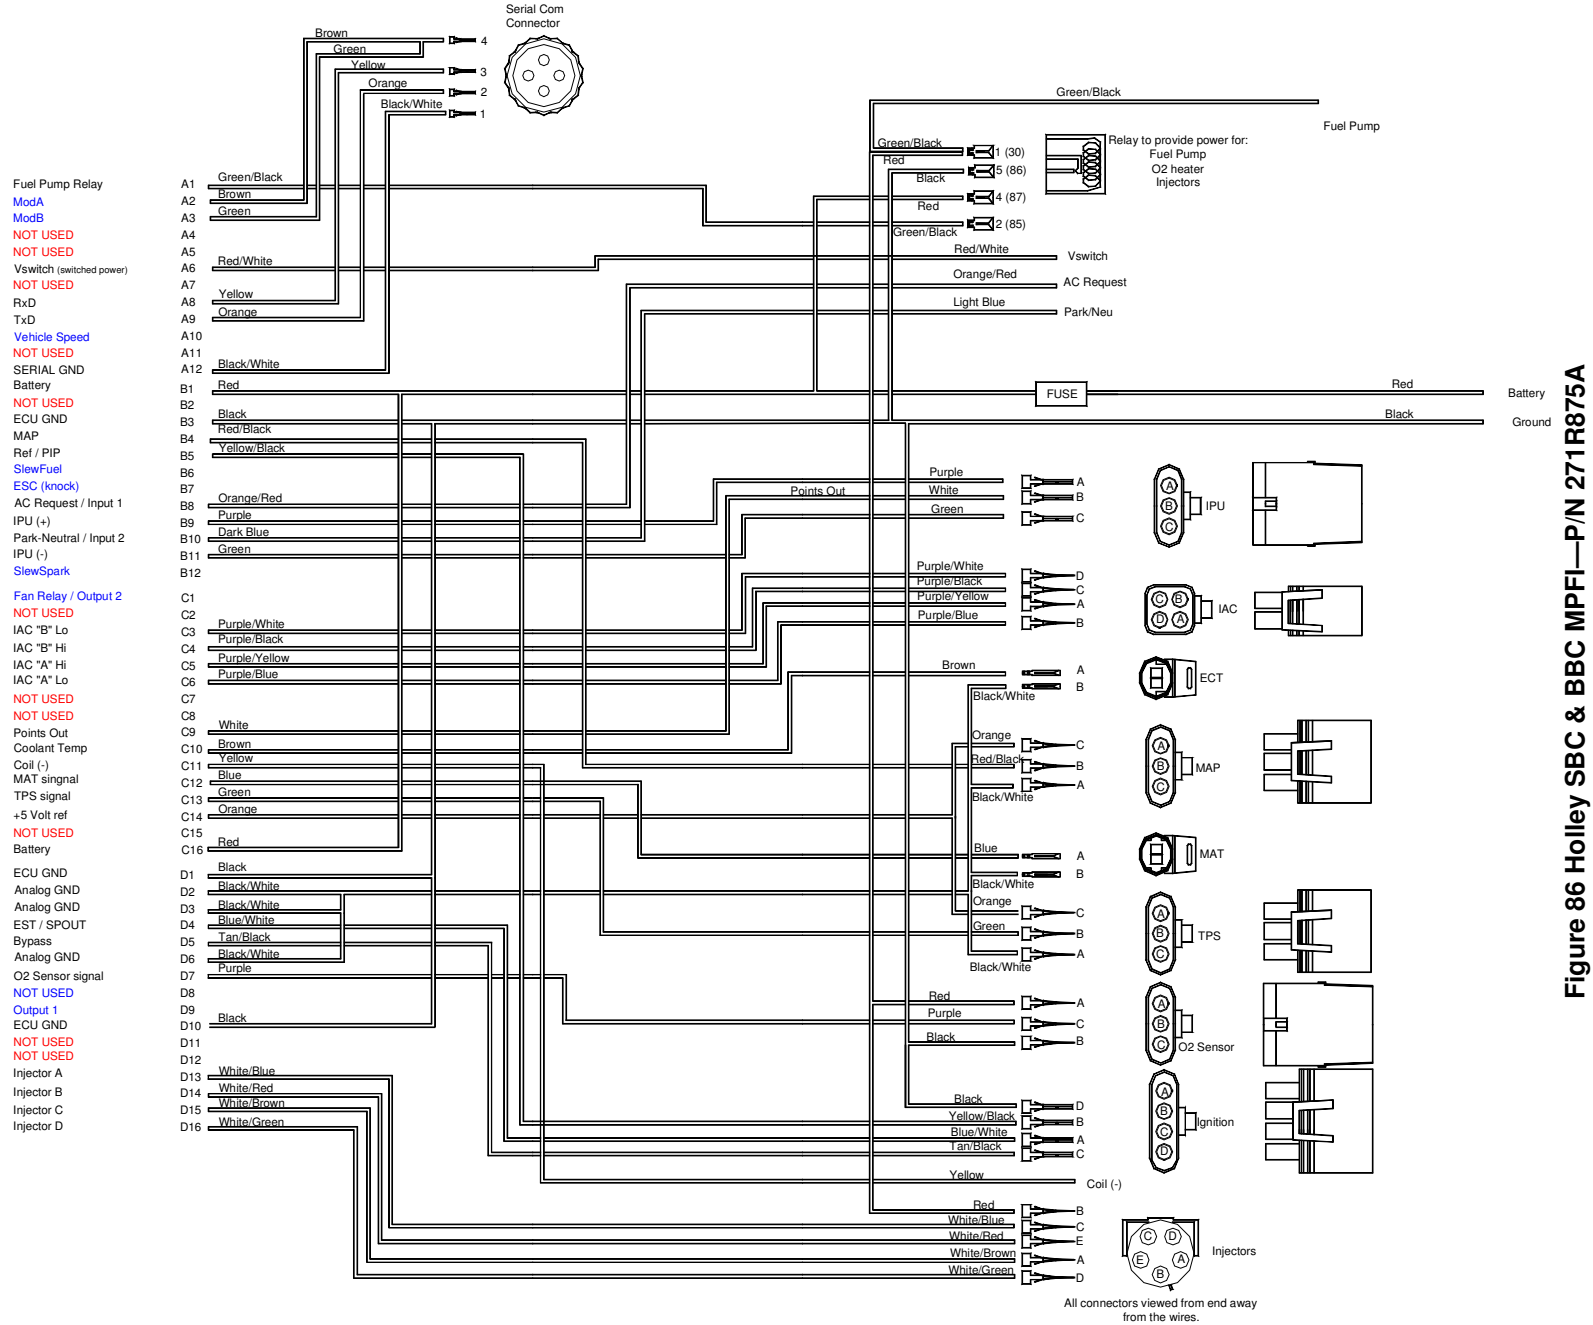 Serial Com
Connector
Brown
4
Green
Yellow
3
Orange
2
Black/White
1
Green/Black
Fuel Pump
Green/Black
1 (30)
Red
5 (86)
Black
4 (87)
Red
2 (85)
Green/Black
Relay to provide power for:
Fuel Pump
O2 heater
Injectors
Red/White
Vswitch
Orange/Red
AC Request
Light Blue
Park/Neu
FUSE
Red
Battery
Black
Ground
Fuel Pump Relay A1 Green/Black
ModA A2 Brown
ModB A3 Green
NOT USED A4
NOT USED A5
Vswitch (switched power) A6 Red/White
NOT USED A7
RxD A8 Yellow
TxD A9 Orange
Vehicle Speed A10
NOT USED A11
SERIAL GND A12 Black/White
Battery B1 Red
NOT USED B2
ECU GND B3 Black
MAP B4 Red/Black
Ref / PIP B5 Yellow/Black
SlewFuel B6
ESC (knock) B7
AC Request / Input 1 B8 Orange/Red
IPU (+) B9 Purple
Park-Neutral / Input 2 B10 Dark Blue
IPU (-) B11 Green
SlewSpark B12
Fan Relay / Output 2 C1
NOT USED C2
IAC "B" Lo C3 Purple/White
IAC "B" Hi C4 Purple/Black
IAC "A" Hi C5 Purple/Yellow
IAC "A" Lo C6 Purple/Blue
NOT USED C7
NOT USED C8
Points Out C9 White
Coolant Temp C10 Brown
Coil (-) C11 Yellow
MAT singnal C12 Blue
TPS signal C13 Green
+5 Volt ref C14 Orange
NOT USED C15
Battery C16 Red
ECU GND D1 Black
Analog GND D2 Black/White
Analog GND D3 Black/White
EST / SPOUT D4 Blue/White
Bypass D5 Tan/Black
Analog GND D6 Black/White
O2 Sensor signal D7 Purple
NOT USED D8
Output 1 D9
ECU GND D10 Black
NOT USED D11
NOT USED D12
Injector A D13 White/Blue
Injector B D14 White/Red
Injector C D15 White/Brown
Injector D D16 White/Green
Purple A
Points Out White B
Green C
A
B
C
IPU
Purple/White D
Purple/Black C
Purple/Yellow A
Purple/Blue B
C B
D A
IAC
Brown A
Black/White B
ECT
Orange C
Red/Black B
Black/White A
A
B
C
MAP
Blue A
Black/White B
MAT
Orange C
Green B
Black/White A
A
B
C
TPS
Red A
Purple C
Black B
A
B
C
O2 Sensor
Black D
Yellow/Black B
Blue/White A
Tan/Black C
A
B
C
D
Ignition
Yellow
Coil (-)
Red B
White/Blue C
White/Red E
White/Brown A
White/Green D
C D
E A
B
Injectors
All connectors viewed from end away
from the wires.
Figure 86 Holley SBC & BBC MPFI—P/N 271R875A